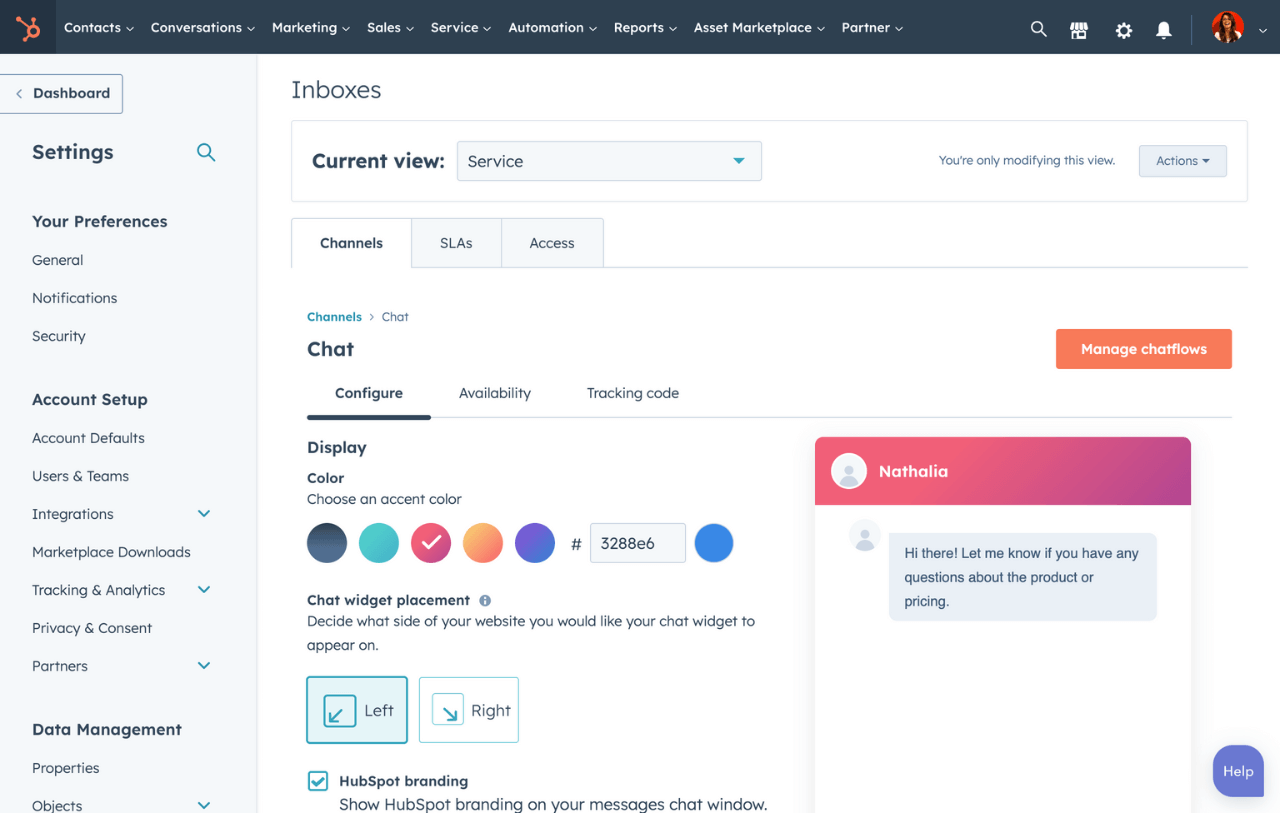 Contacts Conversations Marketing Sales Service Automation Reports Asset Marketplace Partner
Dashboard
Settings
Your Preferences
General
Notifications
Security
Account Setup
Account Defaults
Users & Teams
Integrations
Marketplace Downloads
Tracking & Analytics
Privacy & Consent
Partners
Data Management
Properties
Objects
Inboxes
Current view: Service You're only modifying this view. Actions
Channels SLAs Access
Channels > Chat
Chat
Manage chatflows
Configure Availability Tracking code
Display
Color
Choose an accent color
# 3288e6
Chat widget placement
Decide what side of your website you would like your chat widget to
appear on.
Left Right
HubSpot branding
Show HubSpot branding on your messages chat window.
Nathalia
Hi there! Let me know if you have any
questions about the product or
pricing.
Help